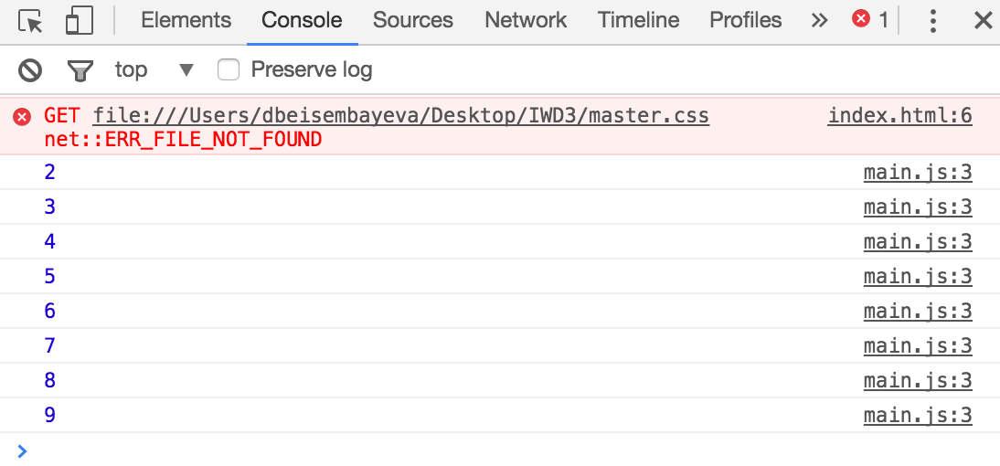 Elements Console Sources Network Timeline Profiles » 1
top ▼ Preserve log
GET file:///Users/dbeisembayeva/Desktop/IWD3/master.css index.html:6
net::ERR_FILE_NOT_FOUND
2 main.js:3
3 main.js:3
4 main.js:3
5 main.js:3
6 main.js:3
7 main.js:3
8 main.js:3
9 main.js:3